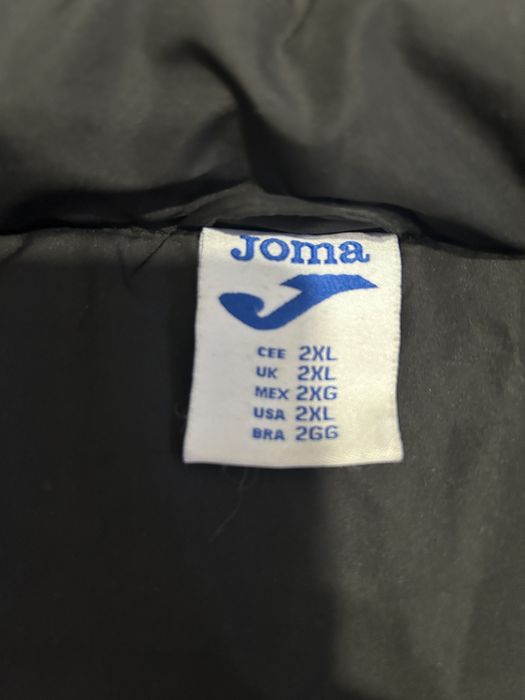 Joma
CEE 2XL
UK 2XL
MEX 2XG
USA 2XL
BRA 2GG